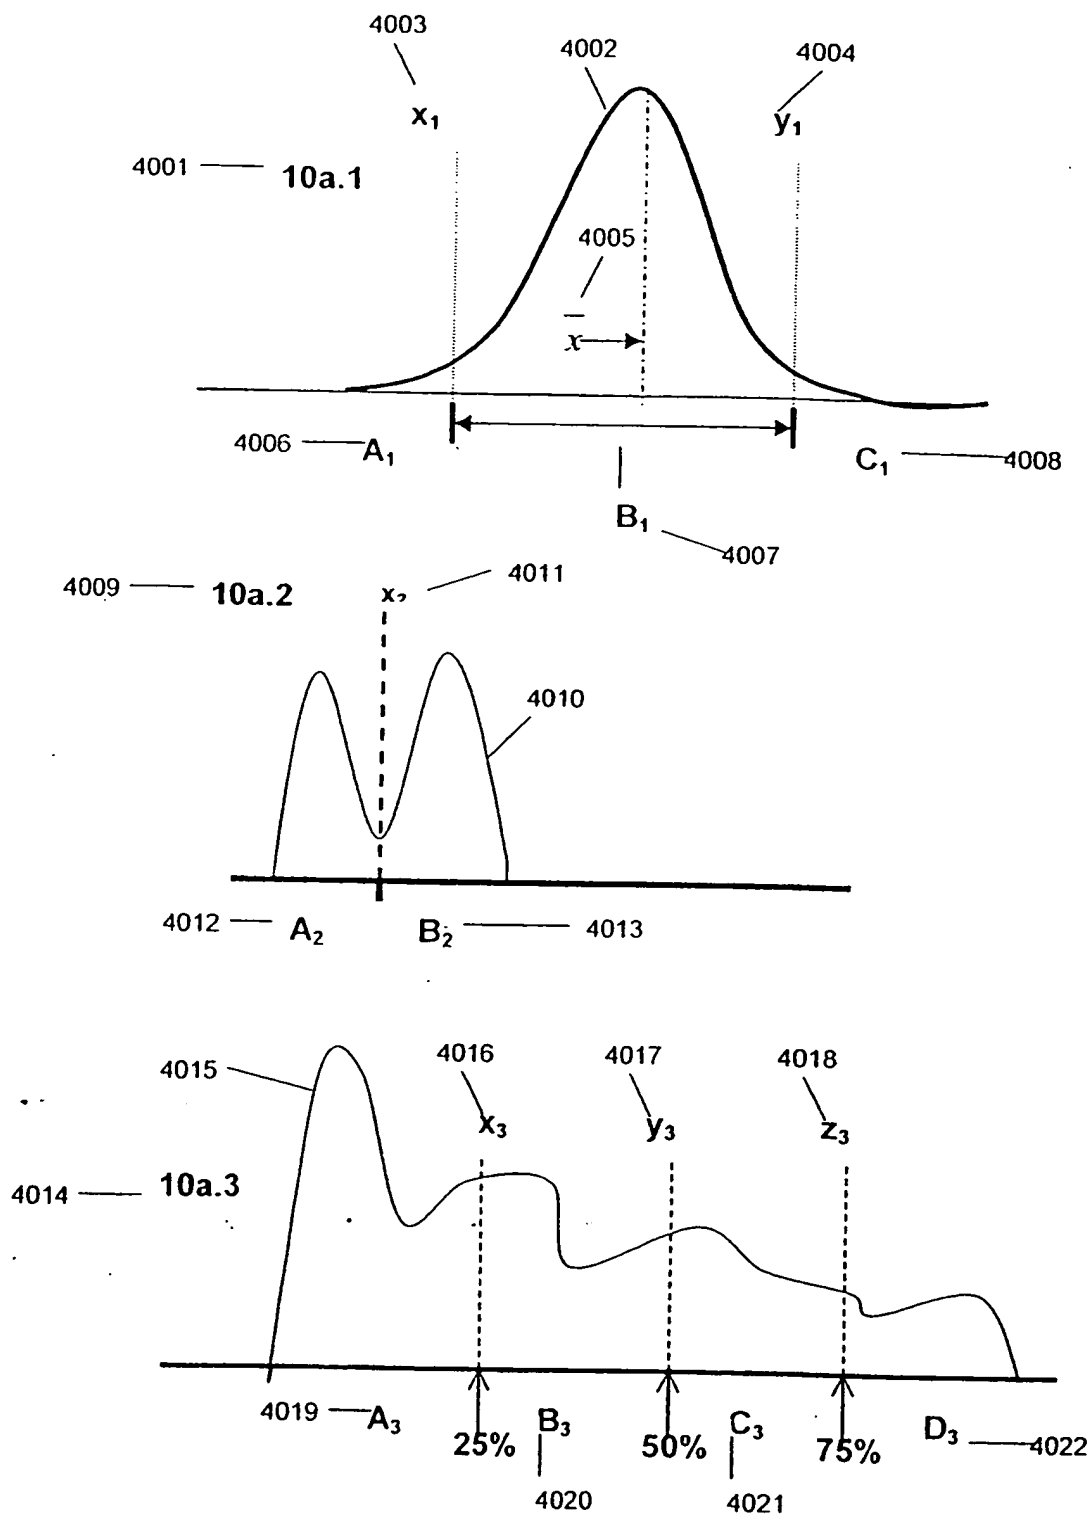 4003
4002
4004
x₁
y₁
4001
10a.1
4005
x̅
4006
A₁
C₁
4008
B₁
4007
4009
10a.2
x₂
4011
4010
4012
A₂
B₂
4013
4016
4017
4018
4015
x₃
y₃
z₃
4014
10a.3
4019
A₃
25%
B₃
50%
C₃
75%
D₃
4022
4020
4021